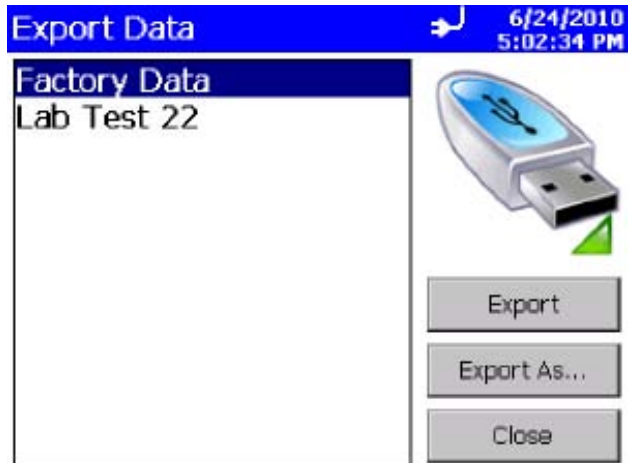 Export Data
6/24/2010
5:02:34 PM
Factory Data
Lab Test 22
Export
Export As...
Close